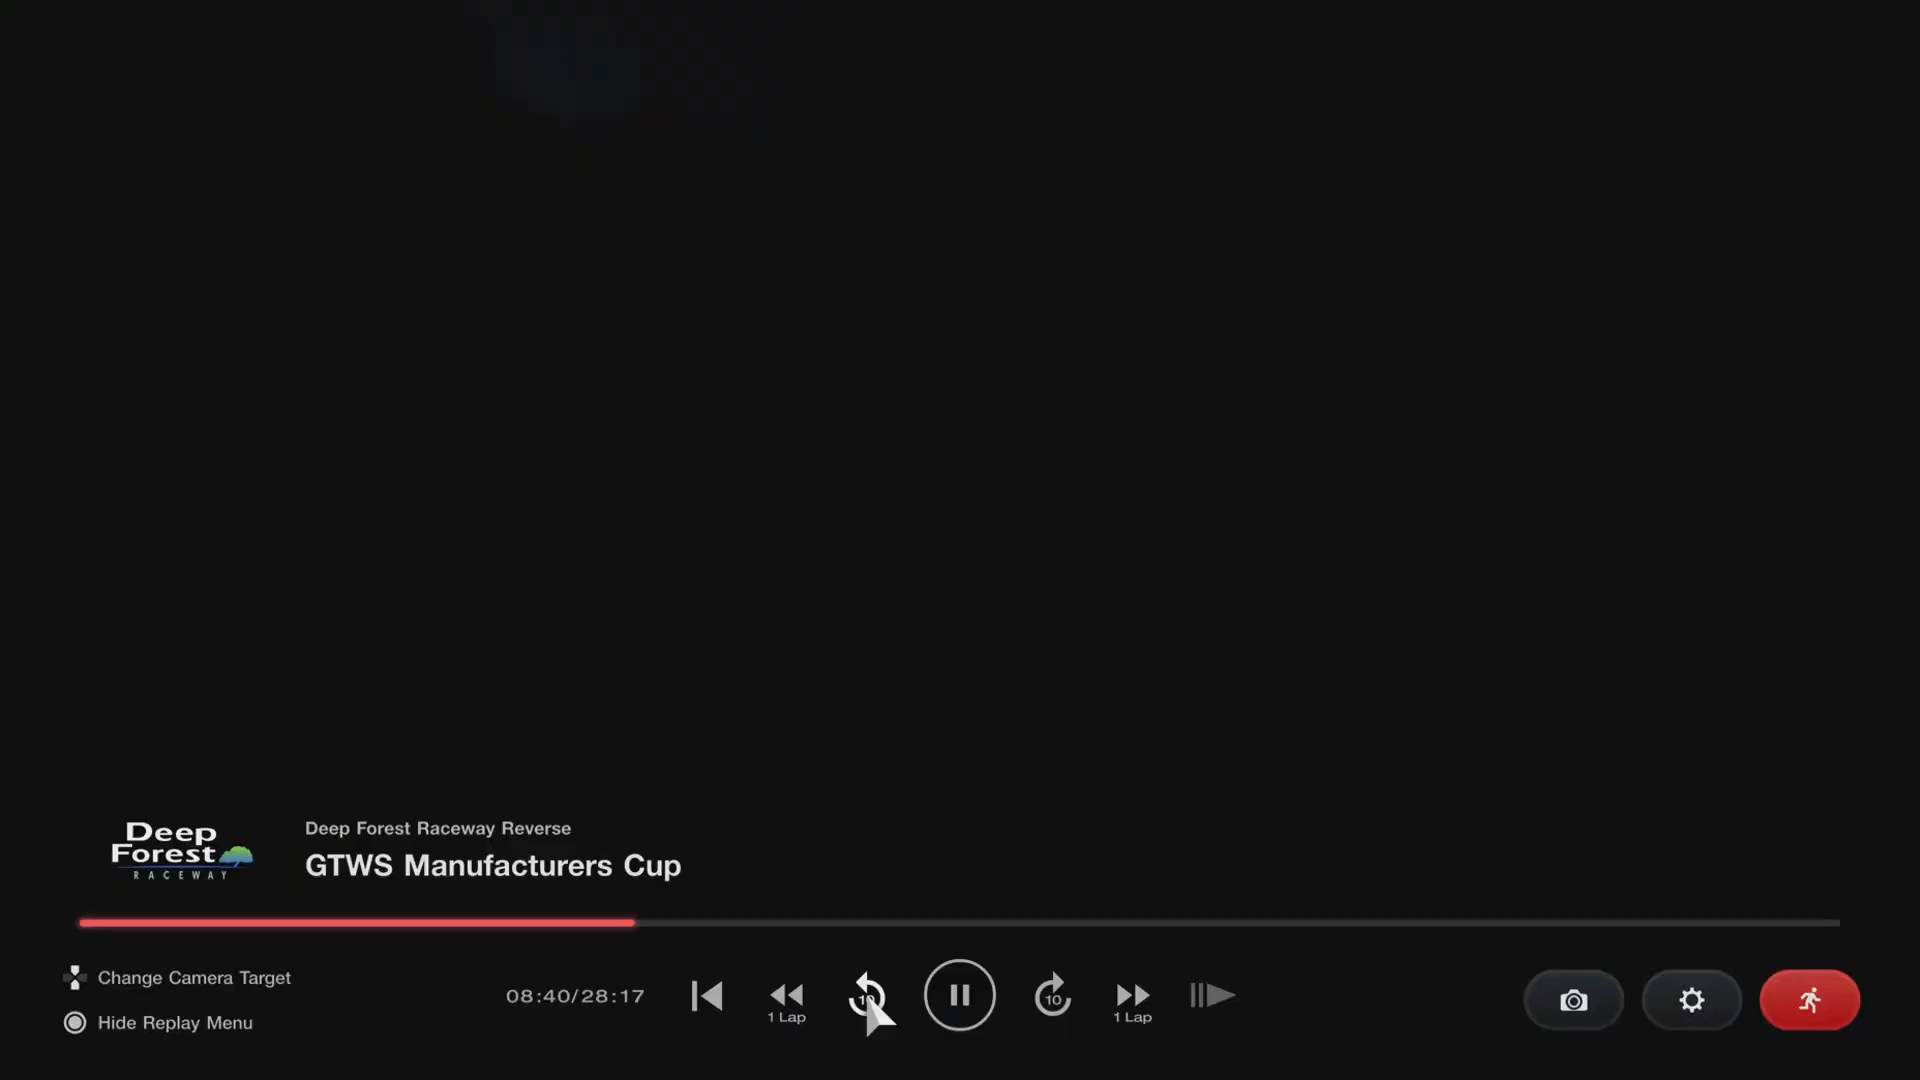 Deep
Forest
RACEWAY
Deep Forest Raceway Reverse
GTWS Manufacturers Cup
Change Camera Target
Hide Replay Menu
08:40/28:17
1 Lap
10
10
1 Lap